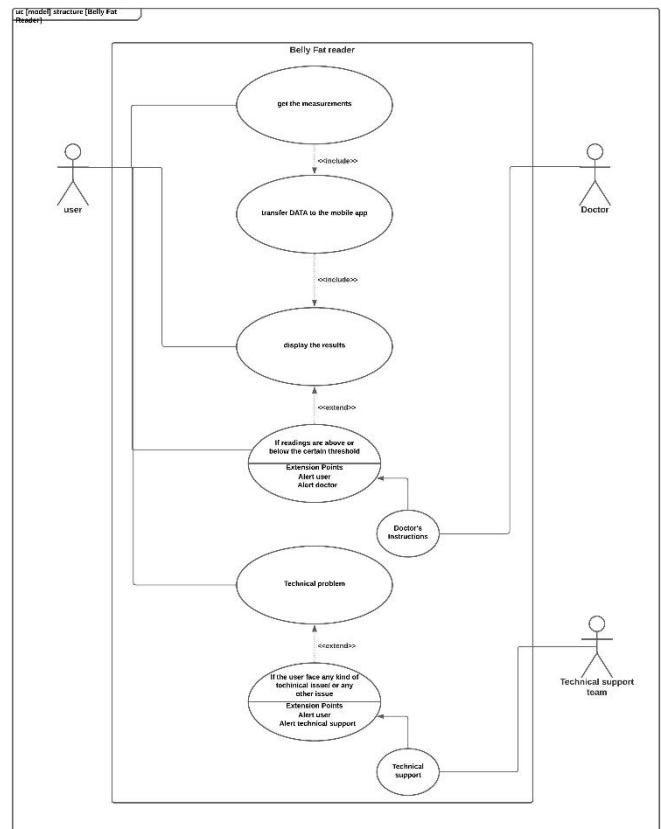 uc [model] structure [Belly Fat
Reader]
Belly Fat reader
get the measurements
<<include>>
user
Doctor
transfer DATA to the mobile app
<<include>>
display the results
<<extend>>
If readings are above or
below the certain threshold
Extension Points
Alert user
Alert doctor
Doctor's
Instructions
Technical problem
<<extend>>
If the user face any kind of
techinical issue/ or any
other issue
Extension Points
Alert user
Alert technical support
Technical support
team
Technical
support